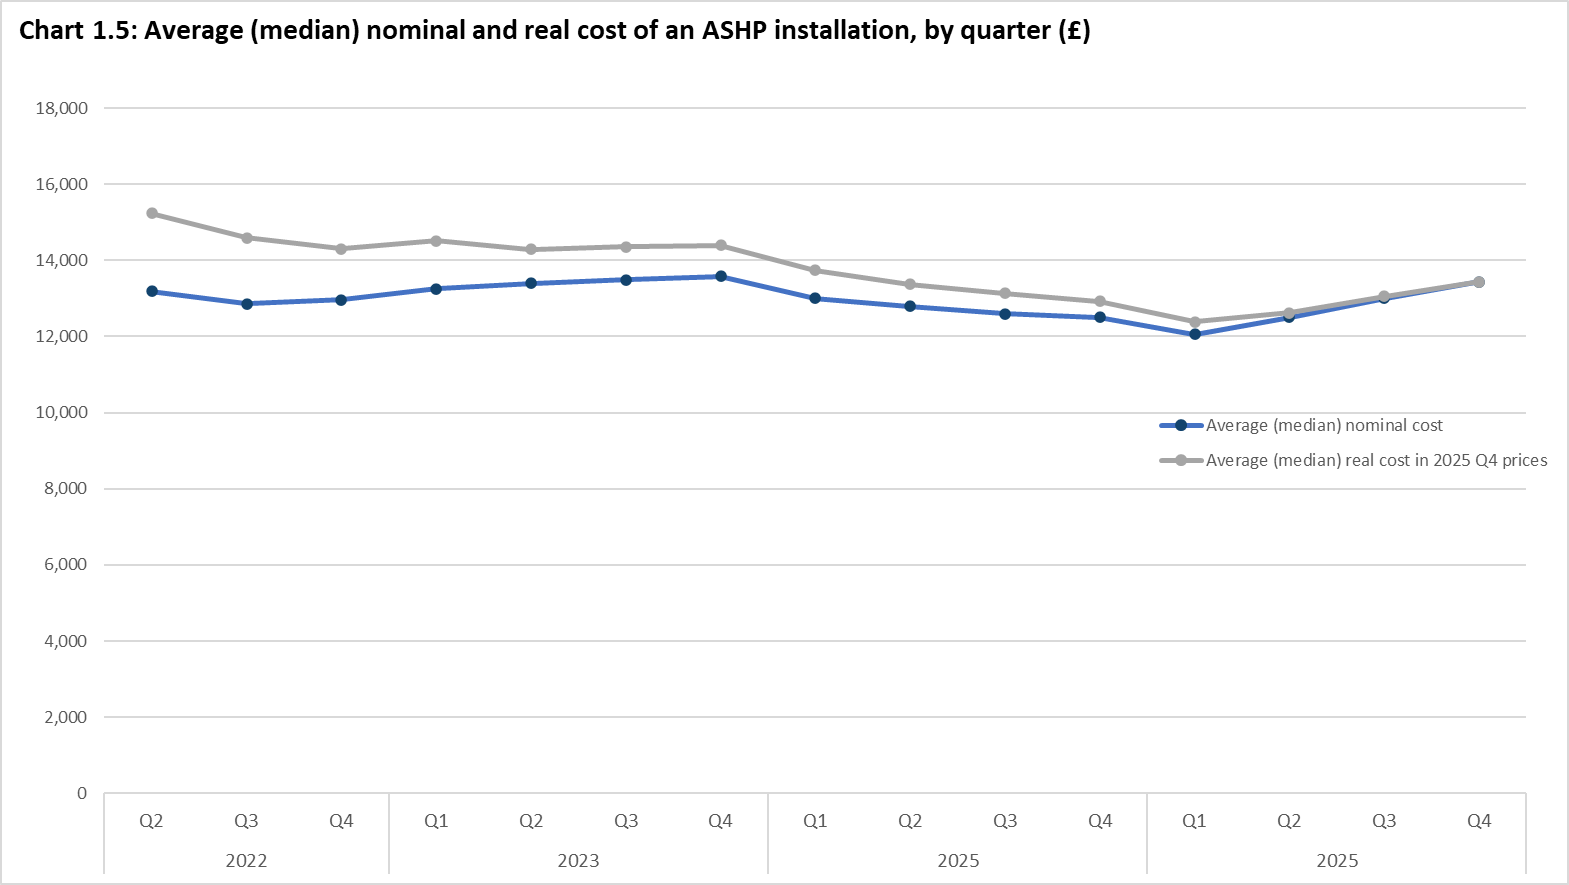 Chart 1.5: Average (median) nominal and real cost of an ASHP installation, by quarter (£)
18,000
16,000
14,000
12,000
10,000
Average (median) nominal cost
Average (median) real cost in 2025 Q4 prices
8,000
6,000
4,000
2,000
0
Q2 Q3 Q4 Q1 Q2 Q3 Q4 Q1 Q2 Q3 Q4 Q1 Q2 Q3 Q4
2022 2023 2025 2025